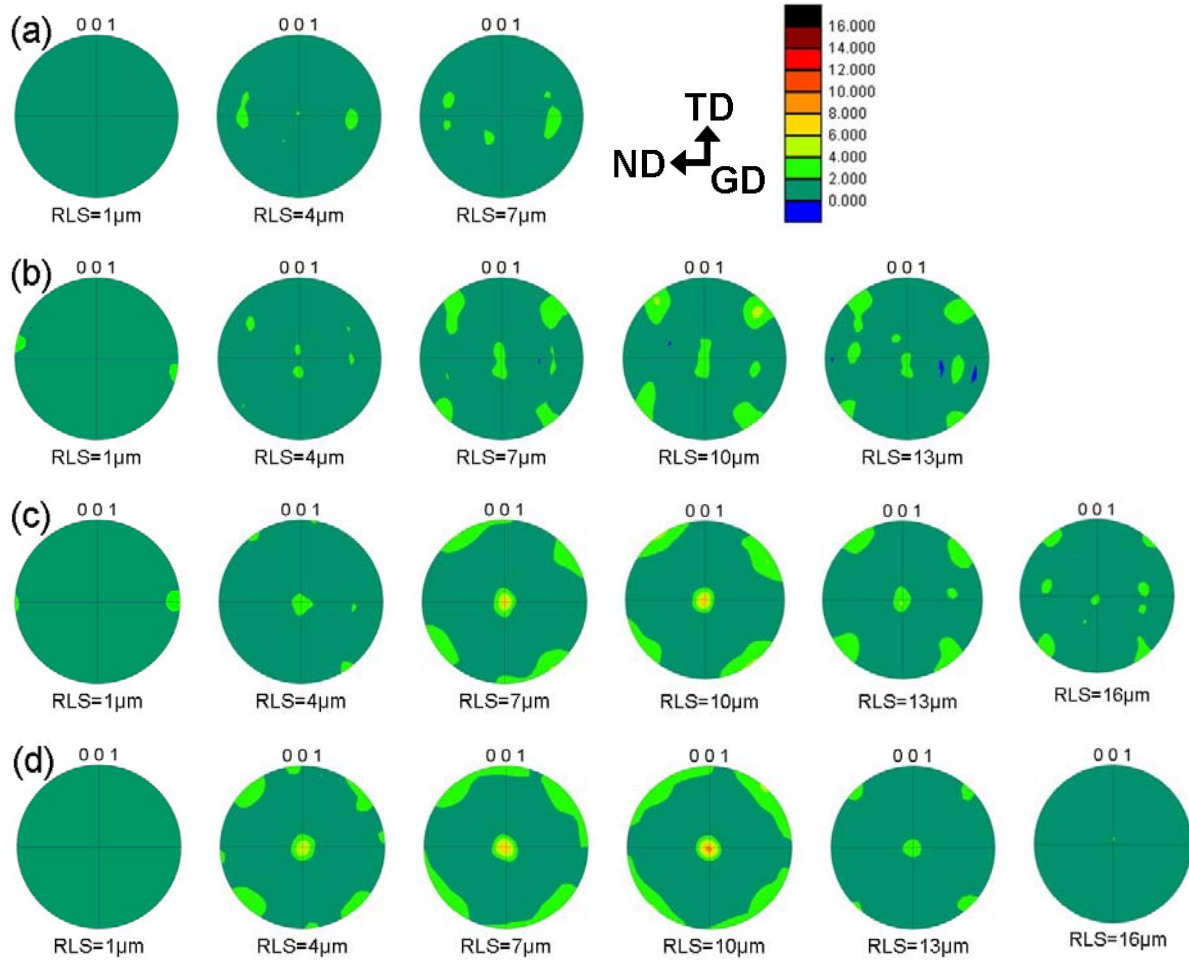 (a)
0 0 1
0 0 1
0 0 1
RLS=1μm
RLS=4μm
RLS=7μm
TD
ND
GD
16.000
14.000
12.000
10.000
8.000
6.000
4.000
2.000
0.000
(b)
0 0 1
0 0 1
0 0 1
0 0 1
0 0 1
RLS=1μm
RLS=4μm
RLS=7μm
RLS=10μm
RLS=13μm
(c)
0 0 1
0 0 1
0 0 1
0 0 1
0 0 1
0 0 1
RLS=1μm
RLS=4μm
RLS=7μm
RLS=10μm
RLS=13μm
RLS=16μm
(d)
0 0 1
0 0 1
0 0 1
0 0 1
0 0 1
0 0 1
RLS=1μm
RLS=4μm
RLS=7μm
RLS=10μm
RLS=13μm
RLS=16μm